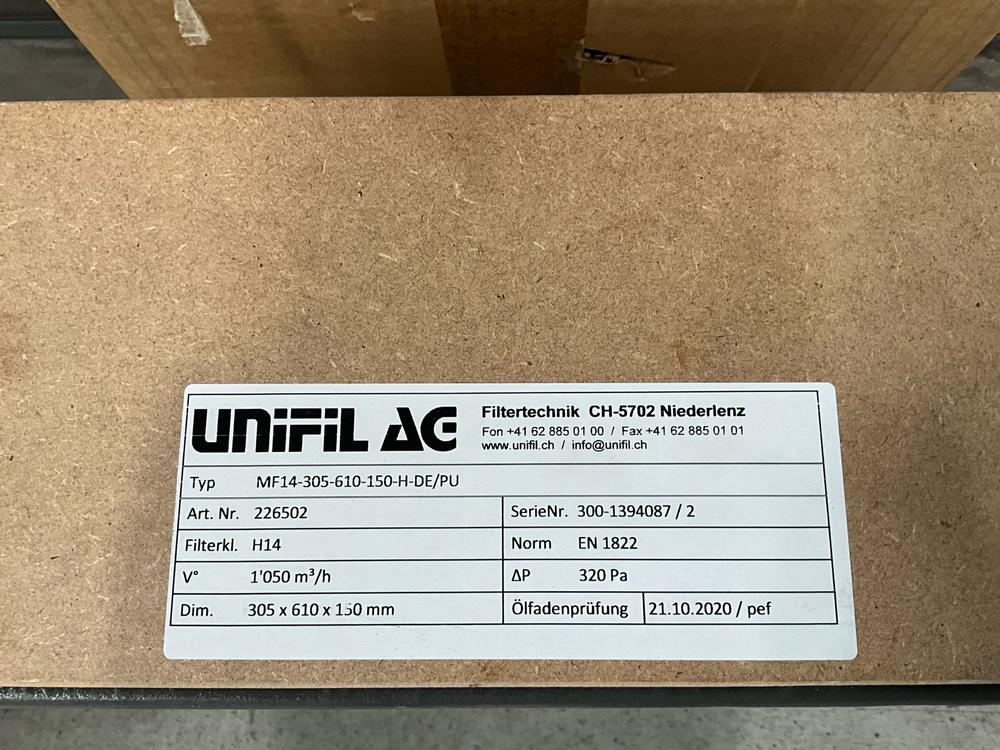 UNIFIL AG
Filtertechnik CH-5702 Niederlenz
Fon +41 62 885 01 00 / Fax +41 62 885 01 01
www.unifil.ch / info@unifil.ch
Typ MF14-305-610-150-H-DE/PU
Art. Nr. 226502 SerieNr. 300-1394087 / 2
Filterkl. H14 Norm EN 1822
V° 1'050 m³/h ΔP 320 Pa
Dim. 305 x 610 x 150 mm Ölfadenprüfung 21.10.2020 / pef